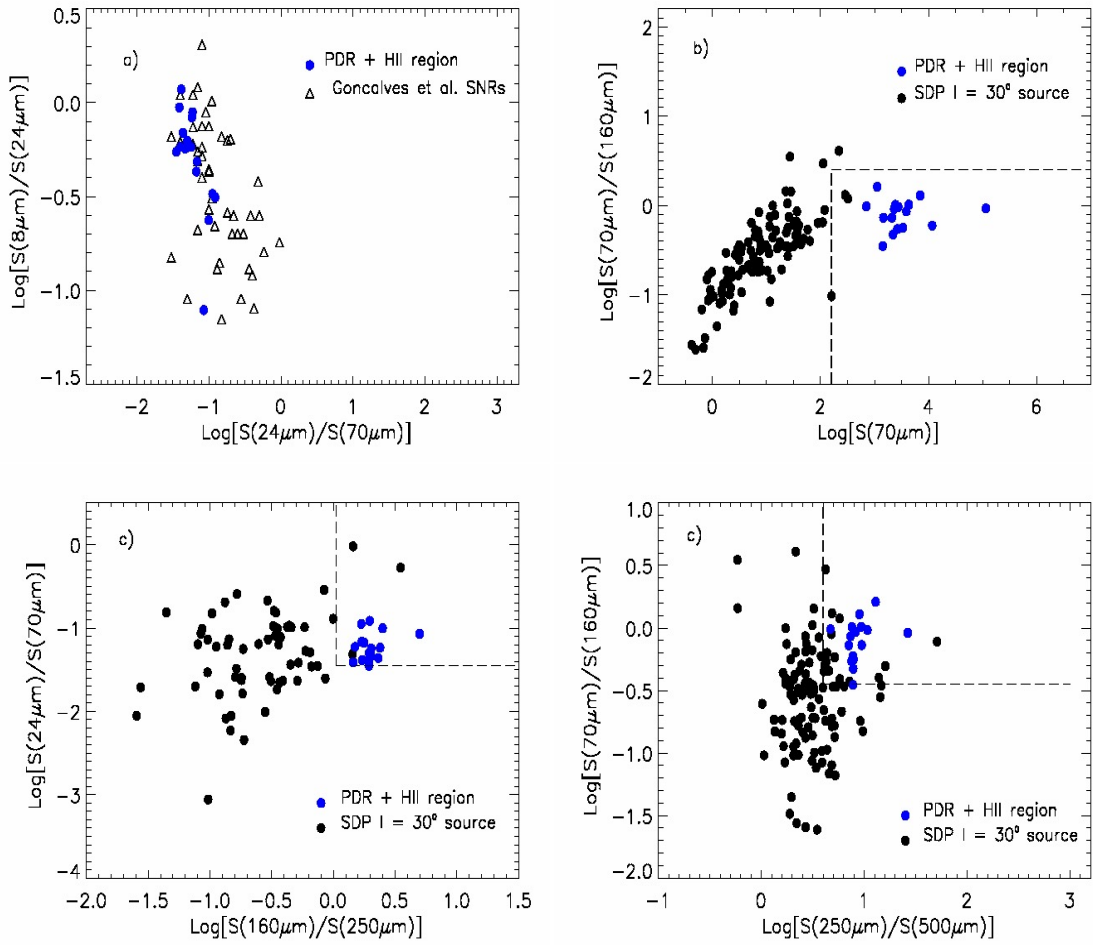 a)
PDR + HII region
Goncalves et al. SNRs
Log[S(8μm)/S(24μm)]
0.5
0.0
−0.5
−1.0
−1.5
−2 −1 0 1 2 3
Log[S(24μm)/S(70μm)]
b)
PDR + HII region
SDP l = 30° source
Log[S(70μm)/S(160μm)]
2
1
0
−1
−2
0 2 4 6
Log[S(70μm)]
c)
PDR + HII region
SDP l = 30° source
Log[S(24μm)/S(70μm)]
0
−1
−2
−3
−4
−2.0 −1.5 −1.0 −0.5 0.0 0.5 1.0 1.5
Log[S(160μm)/S(250μm)]
c)
PDR + HII region
SDP l = 30° source
Log[S(70μm)/S(160μm)]
1.0
0.5
0.0
−0.5
−1.0
−1.5
−2.0
−1 0 1 2 3
Log[S(250μm)/S(500μm)]